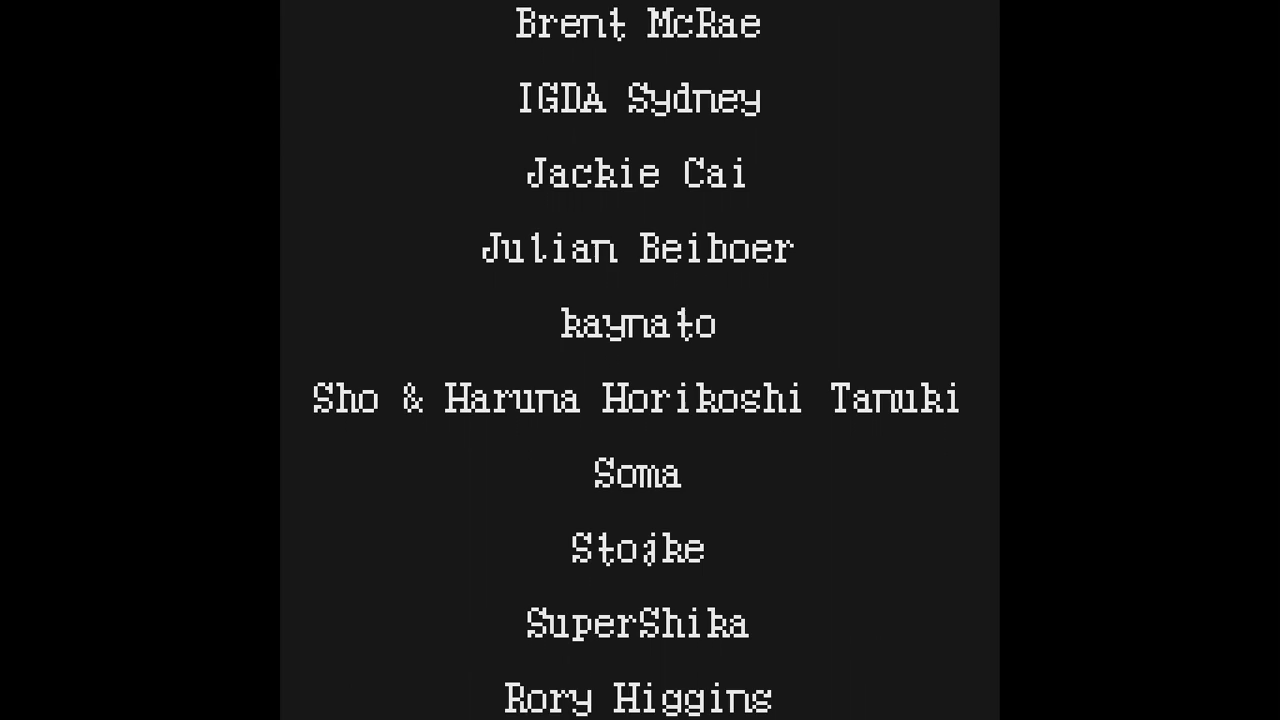 Brent McRae
IGDA Sydney
Jackie Cai
Julian Beiboer
kaynato
Sho & Haruna Horikoshi Tanuki
Soma
Stojke
SuperShika
Rory Higgins